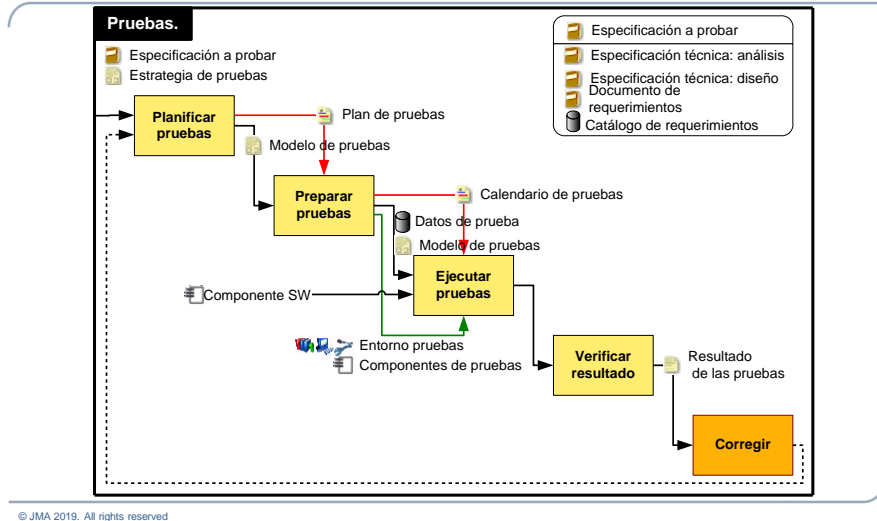 Pruebas.
Especificación a probar
Estrategia de pruebas
Especificación a probar
Especificación técnica: análisis
Especificación técnica: diseño
Documento de
requerimientos
Catálogo de requerimientos
Planificar
pruebas
Plan de pruebas
Modelo de pruebas
Preparar
pruebas
Calendario de pruebas
Datos de prueba
Modelo de pruebas
Ejecutar
pruebas
Componente SW
Entorno pruebas
Componentes de pruebas
Verificar
resultado
Resultado
de las pruebas
Corregir
© JMA 2019. All rights reserved